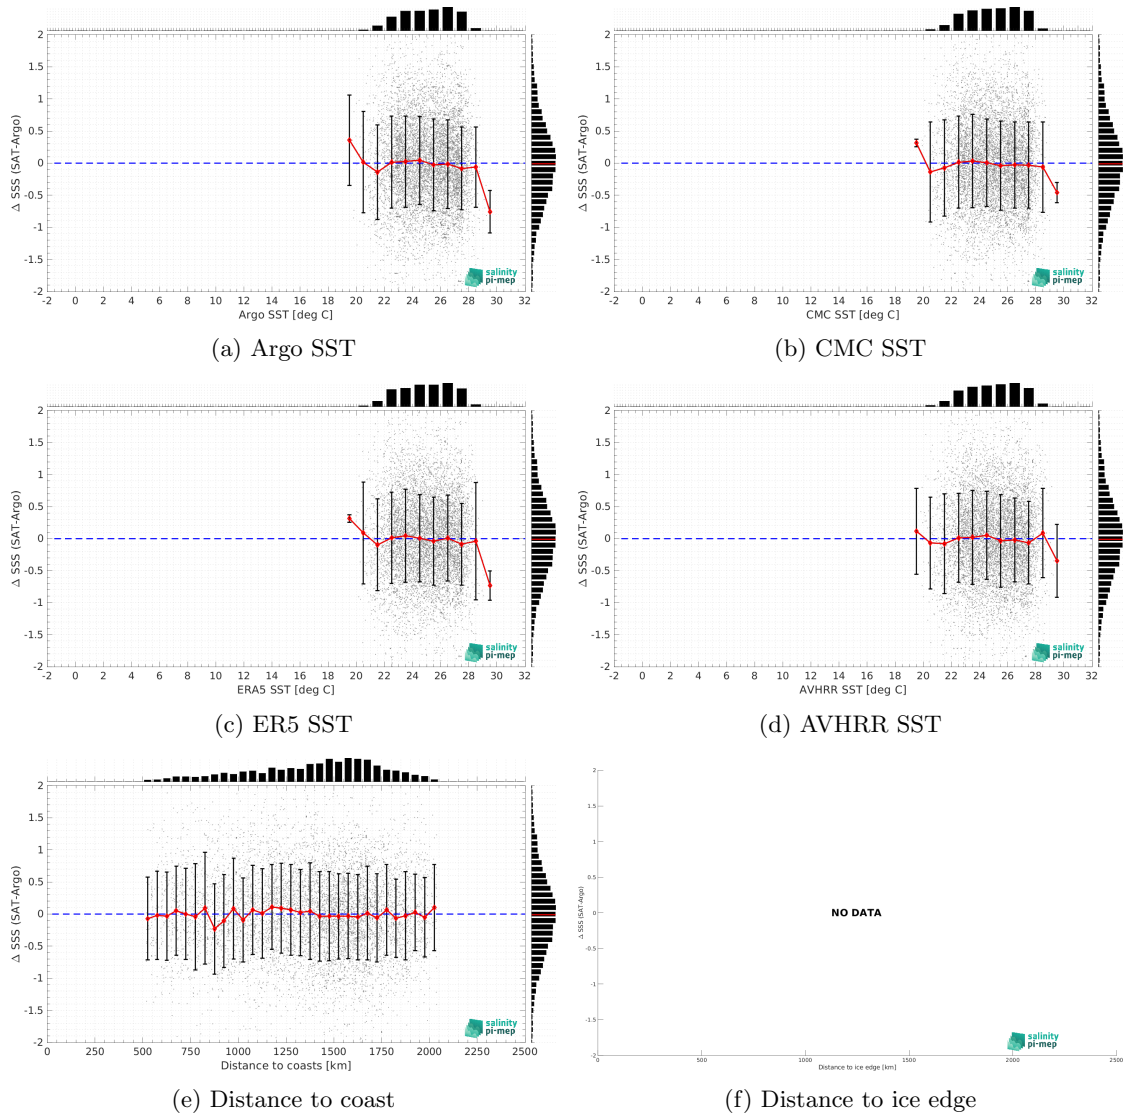 2
1.5
1
0.5
0
-0.5
-1
-1.5
-2
Δ SSS (SAT-Argo)
salinity
pi-mep
-2 0 2 4 6 8 10 12 14 16 18 20 22 24 26 28 30 32
Argo SST [deg C]
(a) Argo SST
2
1.5
1
0.5
0
-0.5
-1
-1.5
-2
Δ SSS (SAT-Argo)
salinity
pi-mep
-2 0 2 4 6 8 10 12 14 16 18 20 22 24 26 28 30 32
CMC SST [deg C]
(b) CMC SST
2
1.5
1
0.5
0
-0.5
-1
-1.5
-2
Δ SSS (SAT-Argo)
salinity
pi-mep
-2 0 2 4 6 8 10 12 14 16 18 20 22 24 26 28 30 32
ERA5 SST [deg C]
(c) ER5 SST
2
1.5
1
0.5
0
-0.5
-1
-1.5
-2
Δ SSS (SAT-Argo)
salinity
pi-mep
-2 0 2 4 6 8 10 12 14 16 18 20 22 24 26 28 30 32
AVHRR SST [deg C]
(d) AVHRR SST
2
1.5
1
0.5
0
-0.5
-1
-1.5
-2
Δ SSS (SAT-Argo)
salinity
pi-mep
0 250 500 750 1000 1250 1500 1750 2000 2250 2500
Distance to coasts [km]
(e) Distance to coast
2
1.5
1
0.5
0
-0.5
-1
-1.5
-2
Δ SSS (SAT-Argo)
NO DATA
salinity
pi-mep
0 500 1000 1500 2000 2500
Distance to ice edge [km]
(f) Distance to ice edge